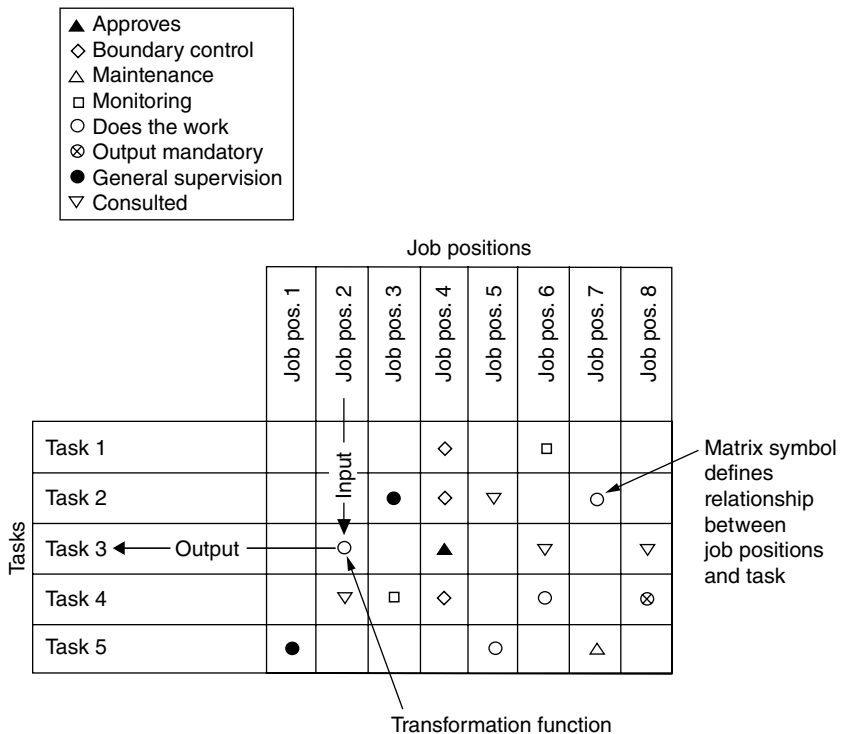 Approves
Boundary control
Maintenance
Monitoring
Does the work
Output mandatory
General supervision
Consulted
Job positions
Job pos. 1
Job pos. 2
Job pos. 3
Job pos. 4
Job pos. 5
Job pos. 6
Job pos. 7
Job pos. 8
Tasks
Task 1
Task 2
Task 3
Task 4
Task 5
Input
Output
Matrix symbol
defines
relationship
between
job positions
and task
Transformation function